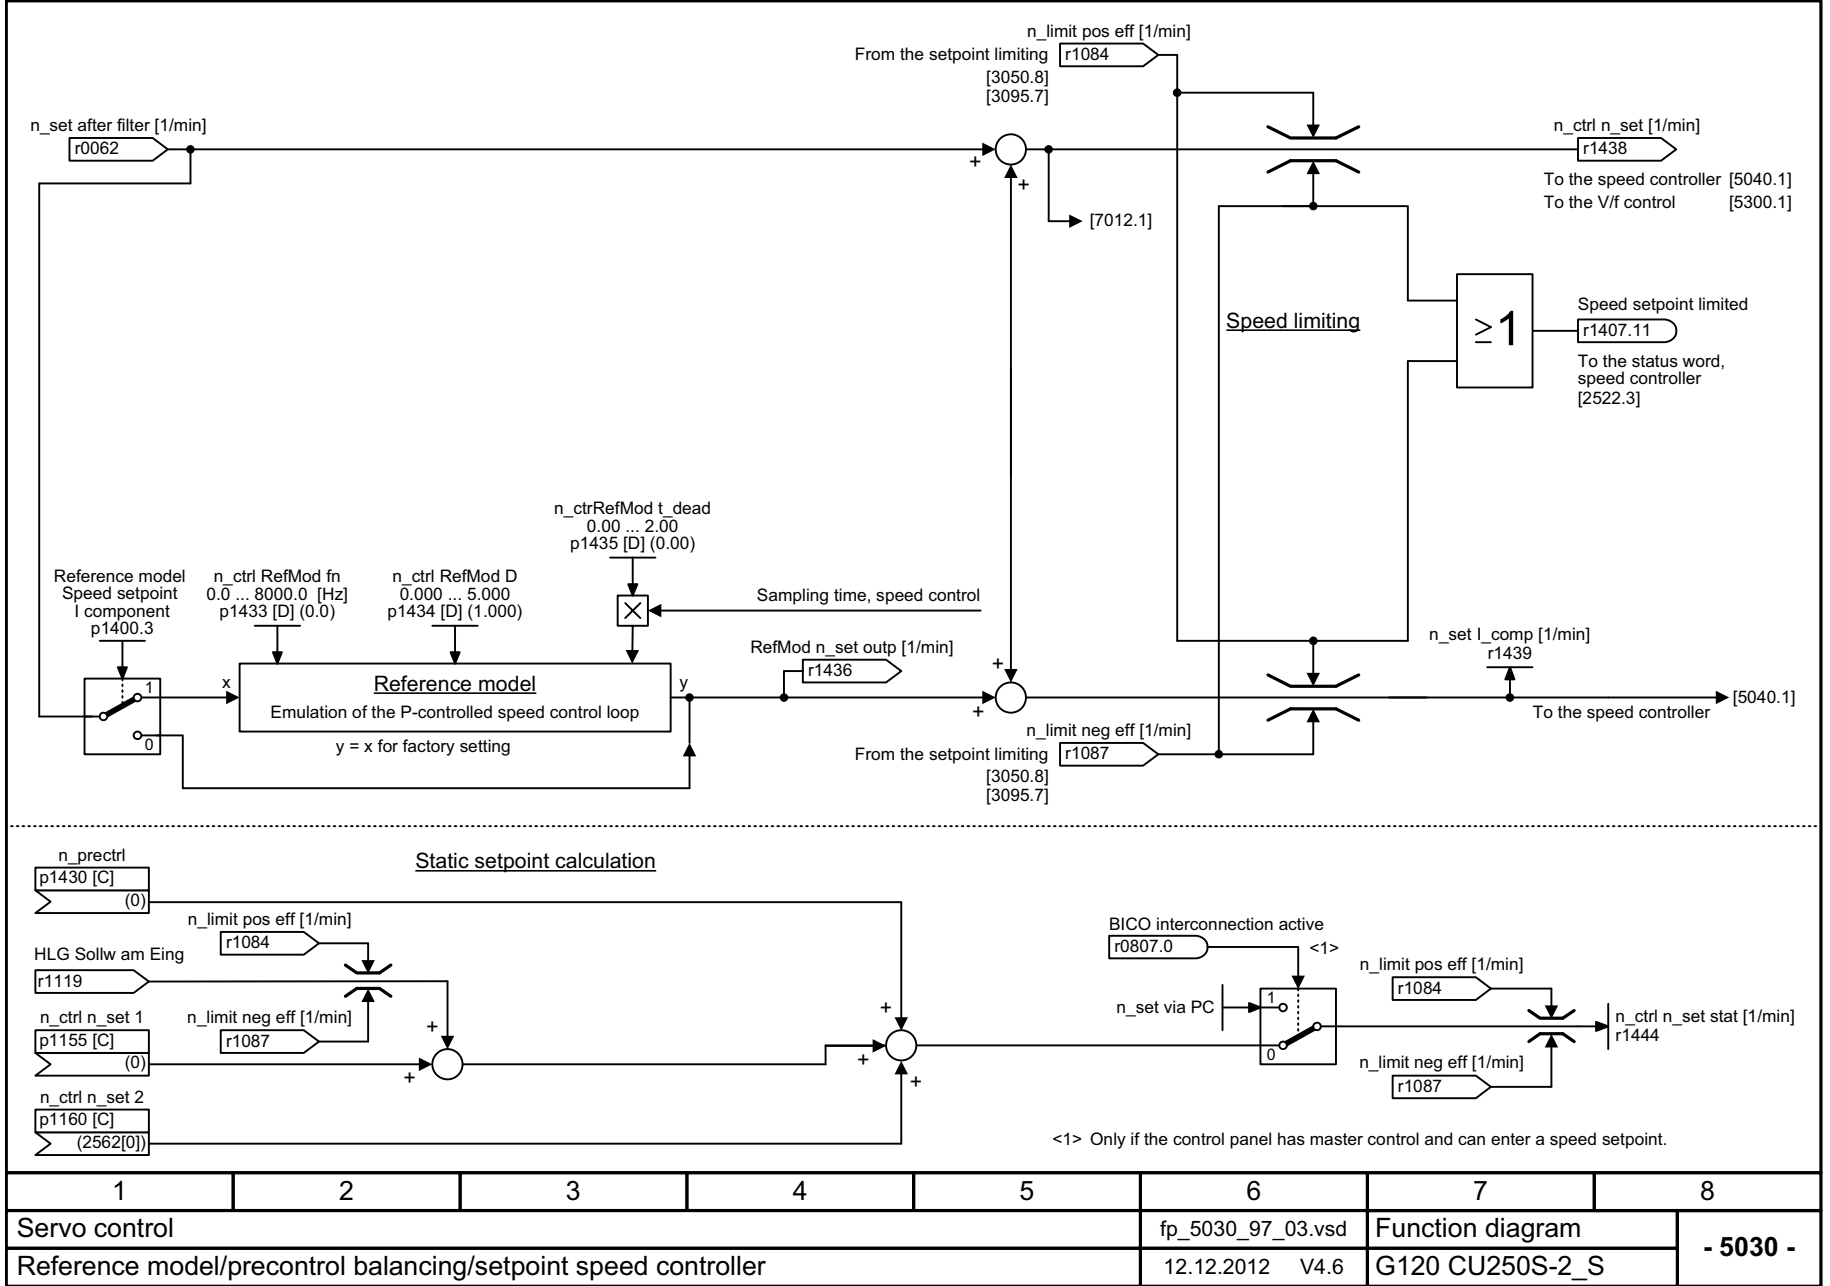 n_limit pos eff [1/min]
From the setpoint limiting
r1084
[3050.8]
[3095.7]
n_set after filter [1/min]
r0062
+
+
[7012.1]
n_ctrl n_set [1/min]
r1438
To the speed controller [5040.1]
To the V/f control [5300.1]
Speed limiting
≥1
Speed setpoint limited
r1407.11
To the status word,
speed controller
[2522.3]
n_ctrRefMod t_dead
0.00 ... 2.00
p1435 [D] (0.00)
Reference model
Speed setpoint
I component
p1400.3
n_ctrl RefMod fn
0.0 ... 8000.0 [Hz]
p1433 [D] (0.0)
n_ctrl RefMod D
0.000 ... 5.000
p1434 [D] (1.000)
Sampling time, speed control
1
0
x
Reference model
Emulation of the P-controlled speed control loop
y
y = x for factory setting
RefMod n_set outp [1/min]
r1436
+
+
n_set I_comp [1/min]
r1439
To the speed controller
[5040.1]
n_limit neg eff [1/min]
From the setpoint limiting
r1087
[3050.8]
[3095.7]
Static setpoint calculation
n_prectrl
p1430 [C]
(0)
n_limit pos eff [1/min]
r1084
HLG Sollw am Eing
r1119
n_ctrl n_set 1
p1155 [C]
(0)
n_limit neg eff [1/min]
r1087
+
+
n_ctrl n_set 2
p1160 [C]
(2562[0])
+
+
+
BICO interconnection active
r0807.0
<1>
n_set via PC
1
0
n_limit pos eff [1/min]
r1084
n_ctrl n_set stat [1/min]
r1444
n_limit neg eff [1/min]
r1087
<1> Only if the control panel has master control and can enter a speed setpoint.
1 2 3 4 5 6 7 8
Servo control
fp_5030_97_03.vsd
Function diagram
- 5030 -
Reference model/precontrol balancing/setpoint speed controller
12.12.2012 V4.6
G120 CU250S-2_S